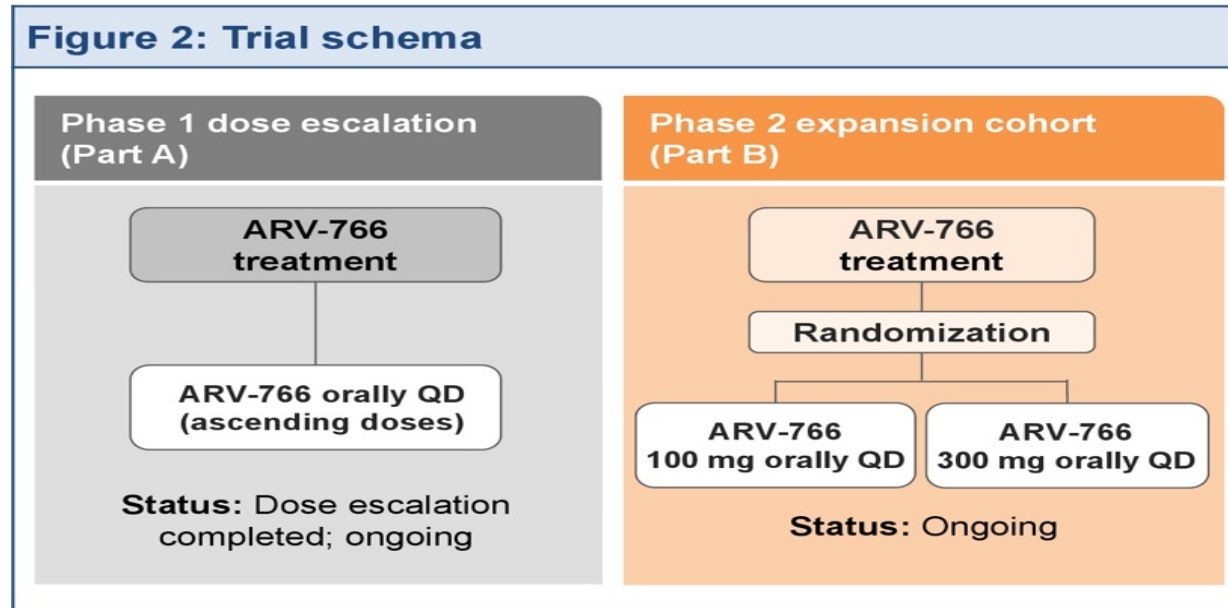 Figure 2: Trial schema
Phase 1 dose escalation
(Part A)
ARV-766
treatment
ARV-766 orally QD
(ascending doses)
Status: Dose escalation
completed; ongoing
Phase 2 expansion cohort
(Part B)
ARV-766
treatment
Randomization
ARV-766
100 mg orally QD
ARV-766
300 mg orally QD
Status: Ongoing